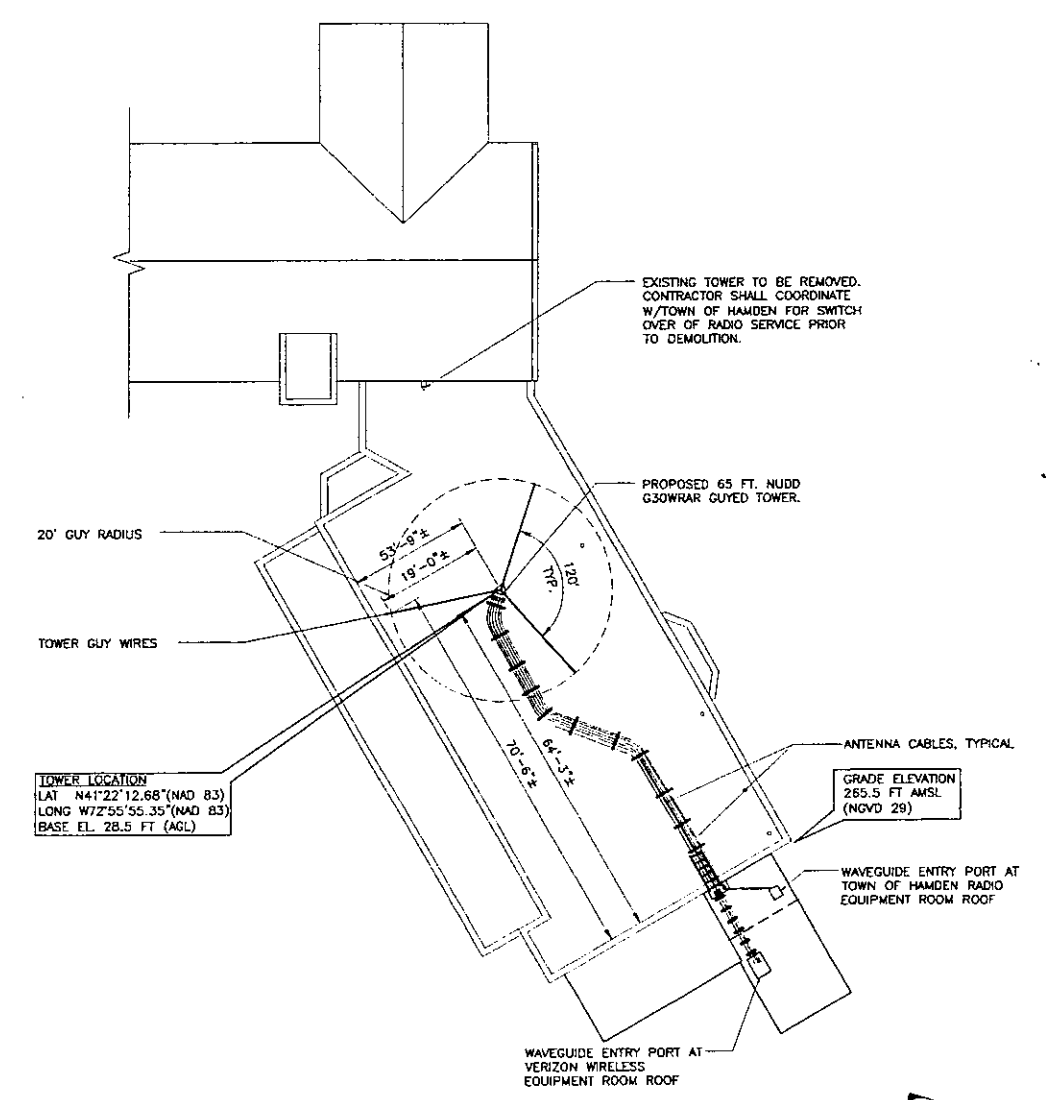 EXISTING TOWER TO BE REMOVED.
CONTRACTOR SHALL COORDINATE
W/TOWN OF HAMDEN FOR SWITCH
OVER OF RADIO SERVICE PRIOR
TO DEMOLITION.
PROPOSED 65 FT. NUDD
G30WRAR GUYED TOWER.
20' GUY RADIUS
53'-9"±
19'-0"±
120°
TYP.
TOWER GUY WIRES
70'-6"±
64'-3"±
ANTENNA CABLES, TYPICAL
TOWER LOCATION
LAT N41°22'12.68"(NAD 83)
LONG W72°55'55.35"(NAD 83)
BASE EL. 28.5 FT (AGL)
GRADE ELEVATION
265.5 FT AMSL
(NGVD 29)
WAVEGUIDE ENTRY PORT AT
TOWN OF HAMDEN RADIO
EQUIPMENT ROOM ROOF
WAVEGUIDE ENTRY PORT AT
VERIZON WIRELESS
EQUIPMENT ROOM ROOF